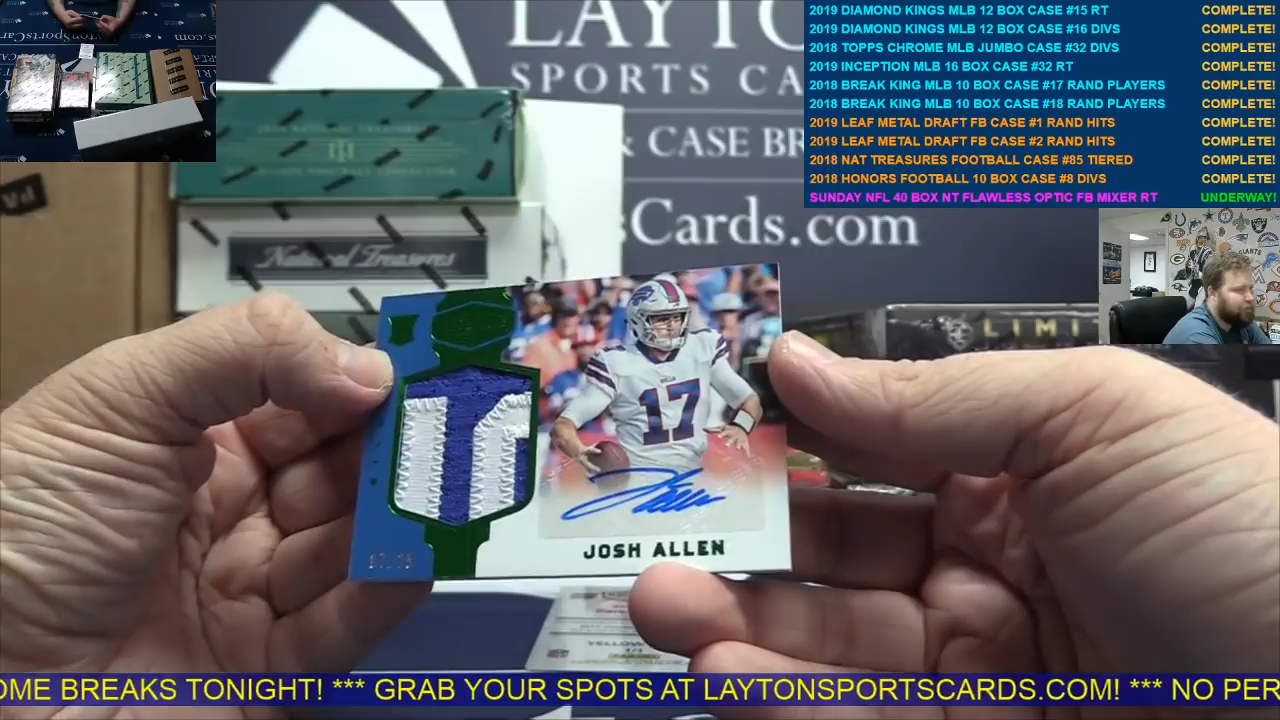 2019 DIAMOND KINGS MLB 12 BOX CASE #15 RT COMPLETE!
2019 DIAMOND KINGS MLB 12 BOX CASE #16 DIVS COMPLETE!
2018 TOPPS CHROME MLB JUMBO CASE #32 DIVS COMPLETE!
2019 INCEPTION MLB 16 BOX CASE #32 RT COMPLETE!
2018 BREAK KING MLB 10 BOX CASE #17 RAND PLAYERS COMPLETE!
2018 BREAK KING MLB 10 BOX CASE #18 RAND PLAYERS COMPLETE!
2019 LEAF METAL DRAFT FB CASE #1 RAND HITS COMPLETE!
2019 LEAF METAL DRAFT FB CASE #2 RAND HITS COMPLETE!
2018 NAT TREASURES FOOTBALL CASE #85 TIERED COMPLETE!
2018 HONORS FOOTBALL 10 BOX CASE #8 DIVS COMPLETE!
SUNDAY NFL 40 BOX NT FLAWLESS OPTIC FB MIXER RT UNDERWAY!
LAYTO
SPORTS CA
& CASE BR
sCards.com
Natural Treasures
LIMI
GIANTS
17
JOSH ALLEN
YELLOW
OME BREAKS TONIGHT! *** GRAB YOUR SPOTS AT LAYTONSPORTSCARDS.COM! *** NO PER